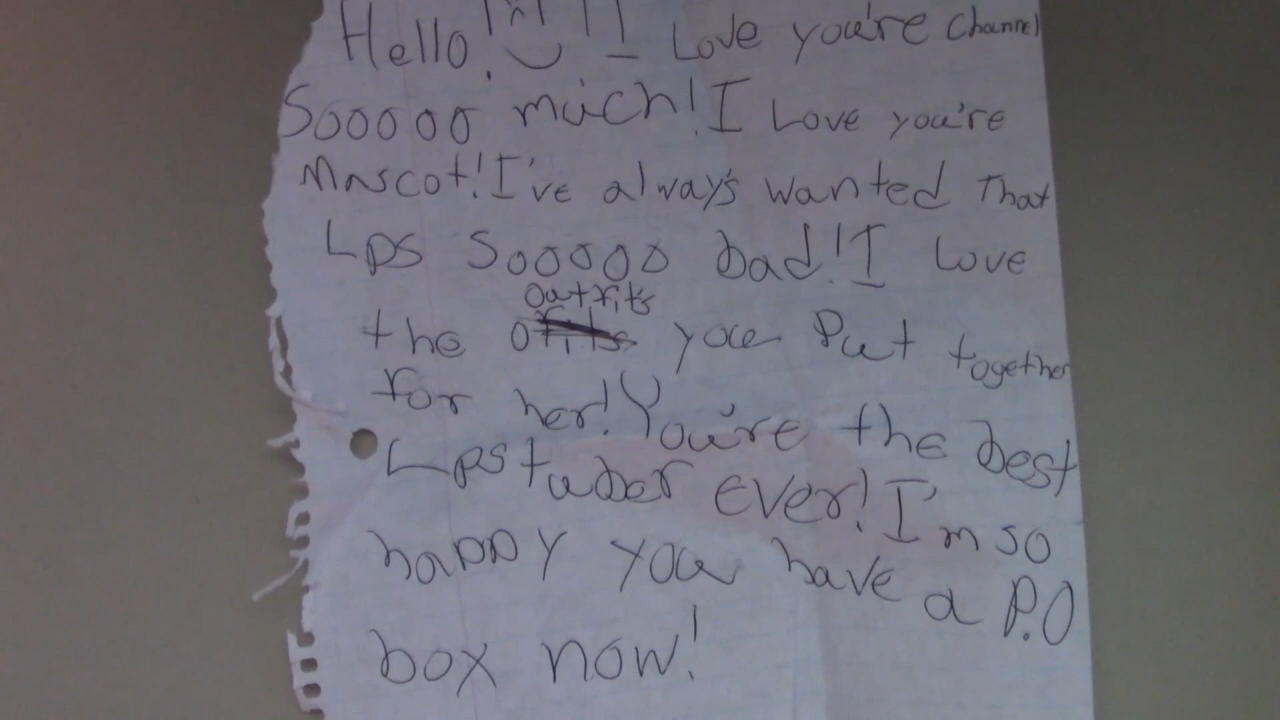 Hello! I Love you're Channel
Sooooo much! I Love you're
Mascot! I've always wanted That
Lps Sooooo bad! I Love
outfits
the ofits you Put together
for her! You're the best
Lpstuber Ever! I'm so
happy you have a P.O
box now!